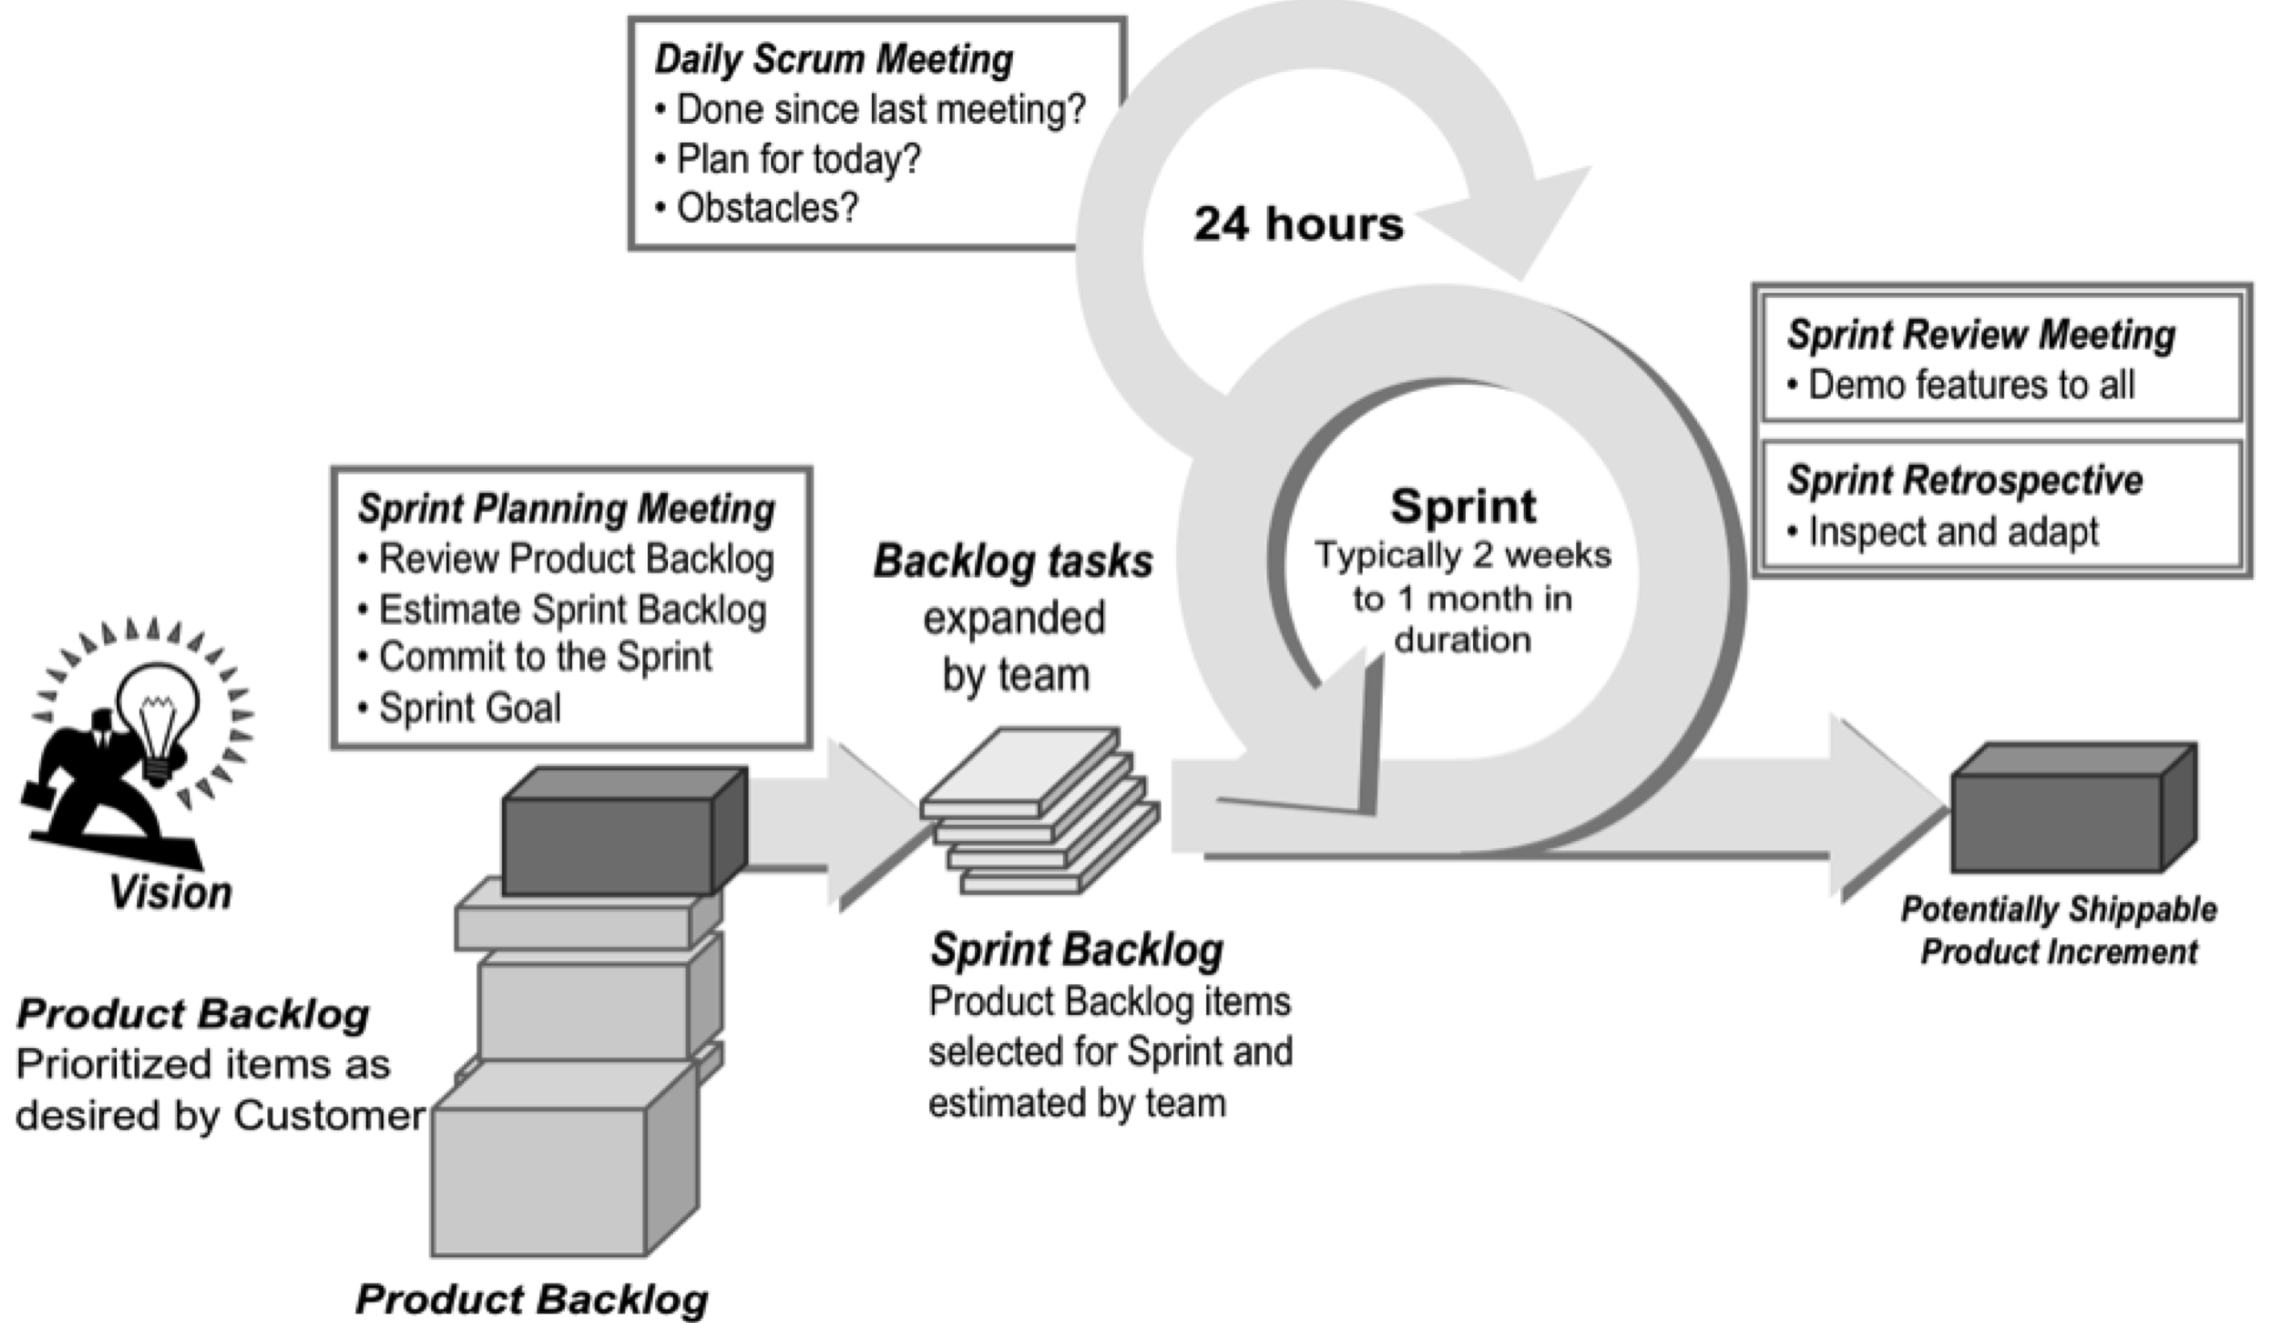 Daily Scrum Meeting
• Done since last meeting?
• Plan for today?
• Obstacles?
24 hours
Sprint Review Meeting
• Demo features to all
Sprint Retrospective
• Inspect and adapt
Sprint Planning Meeting
• Review Product Backlog
• Estimate Sprint Backlog
• Commit to the Sprint
• Sprint Goal
Backlog tasks
expanded
by team
Sprint
Typically 2 weeks
to 1 month in
duration
Vision
Potentially Shippable
Product Increment
Sprint Backlog
Product Backlog items
selected for Sprint and
estimated by team
Product Backlog
Prioritized items as
desired by Customer
Product Backlog